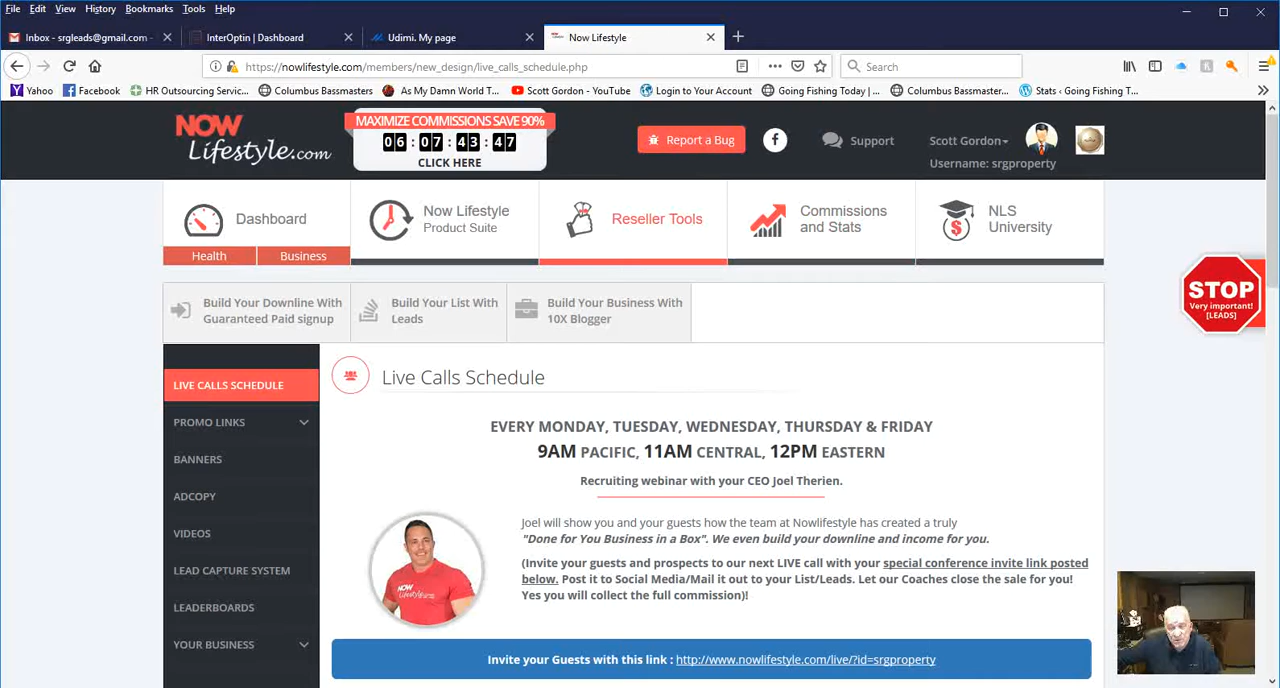 File Edit View History Bookmarks Tools Help
Inbox - srgleads@gmail.com -
InterOptin | Dashboard
Udimi. My page
Now Lifestyle
https://nowlifestyle.com/members/new_design/live_calls_schedule.php
Search
Yahoo
Facebook
HR Outsourcing Servic...
Columbus Bassmasters
As My Damn World T...
Scott Gordon - YouTube
Login to Your Account
Going Fishing Today | ...
Columbus Bassmaster...
Stats ‹ Going Fishing T...
NOW
Lifestyle.com
MAXIMIZE COMMISSIONS SAVE 90%
06 : 07 : 43 : 47
CLICK HERE
Report a Bug
Support
Scott Gordon
Username: srgproperty
Dashboard
Health
Business
Now Lifestyle
Product Suite
Reseller Tools
Commissions
and Stats
NLS
University
STOP
Very important!
[LEADS]
Build Your Downline With
Guaranteed Paid signup
Build Your List With
Leads
Build Your Business With
10X Blogger
LIVE CALLS SCHEDULE
PROMO LINKS
BANNERS
ADCOPY
VIDEOS
LEAD CAPTURE SYSTEM
LEADERBOARDS
YOUR BUSINESS
Live Calls Schedule
EVERY MONDAY, TUESDAY, WEDNESDAY, THURSDAY & FRIDAY
9AM PACIFIC, 11AM CENTRAL, 12PM EASTERN
Recruiting webinar with your CEO Joel Therien.
Joel will show you and your guests how the team at Nowlifestyle has created a truly
"Done for You Business in a Box". We even build your downline and income for you.
(Invite your guests and prospects to our next LIVE call with your special conference invite link posted
below. Post it to Social Media/Mail it out to your List/Leads. Let our Coaches close the sale for you!
Yes you will collect the full commission)!
Invite your Guests with this link : http://www.nowlifestyle.com/live/?id=srgproperty